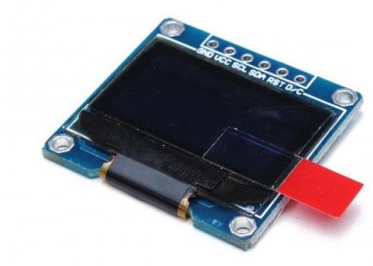 GND VCC SCL SDA RST D/C